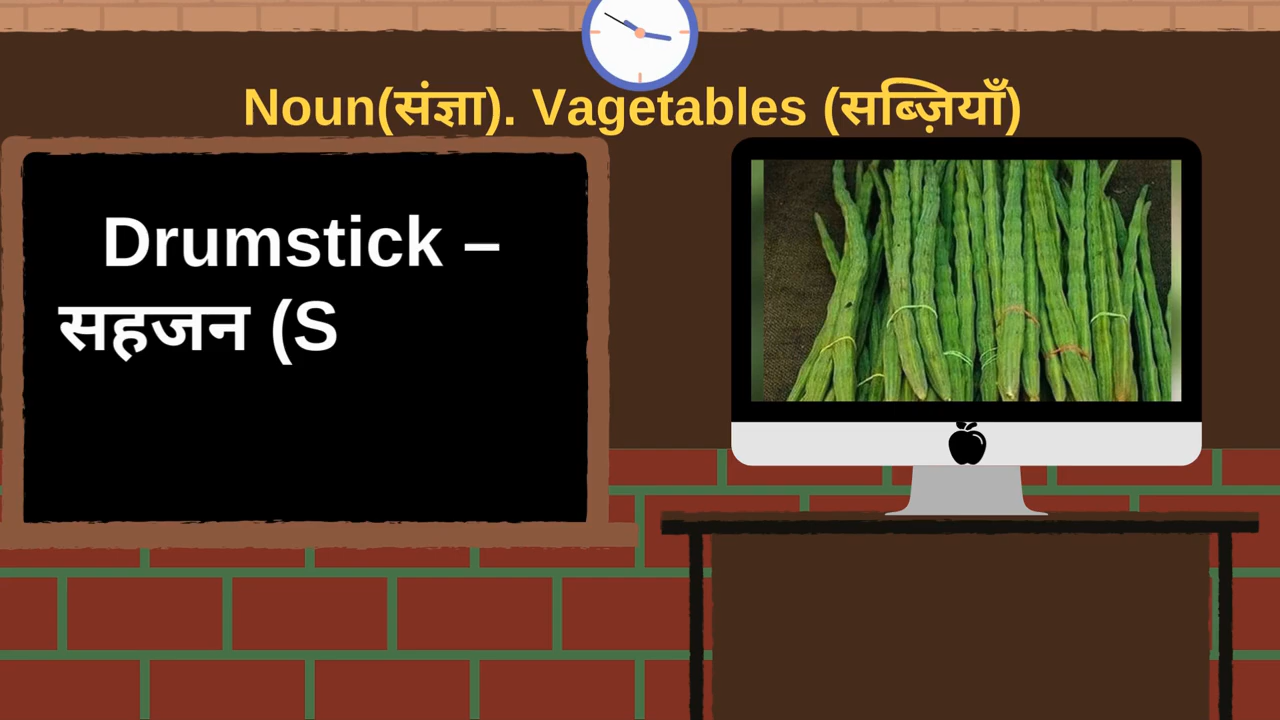 Noun(संज्ञा). Vagetables (सब्ज़ियाँ)
Drumstick –
सहजन (S